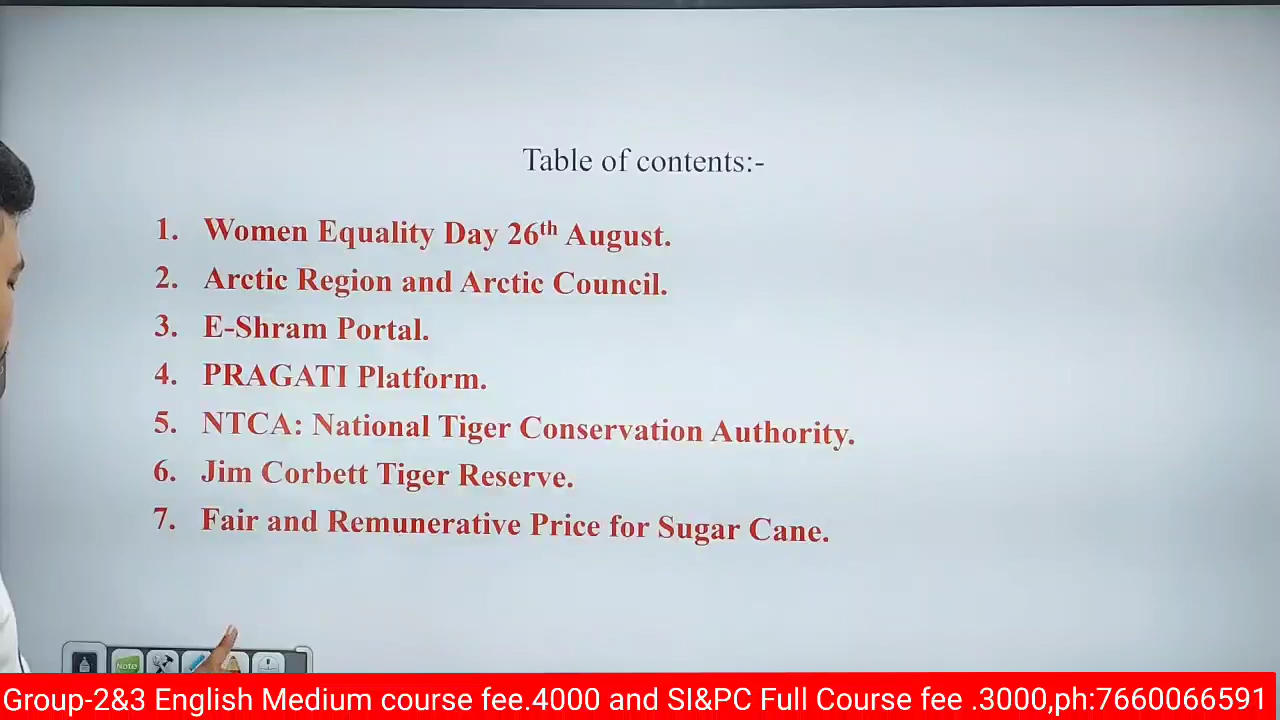 Table of contents:-
1. Women Equality Day 26th August.
2. Arctic Region and Arctic Council.
3. E-Shram Portal.
4. PRAGATI Platform.
5. NTCA: National Tiger Conservation Authority.
6. Jim Corbett Tiger Reserve.
7. Fair and Remunerative Price for Sugar Cane.
Note
Group-2&3 English Medium course fee.4000 and SI&PC Full Course fee .3000,ph:7660066591